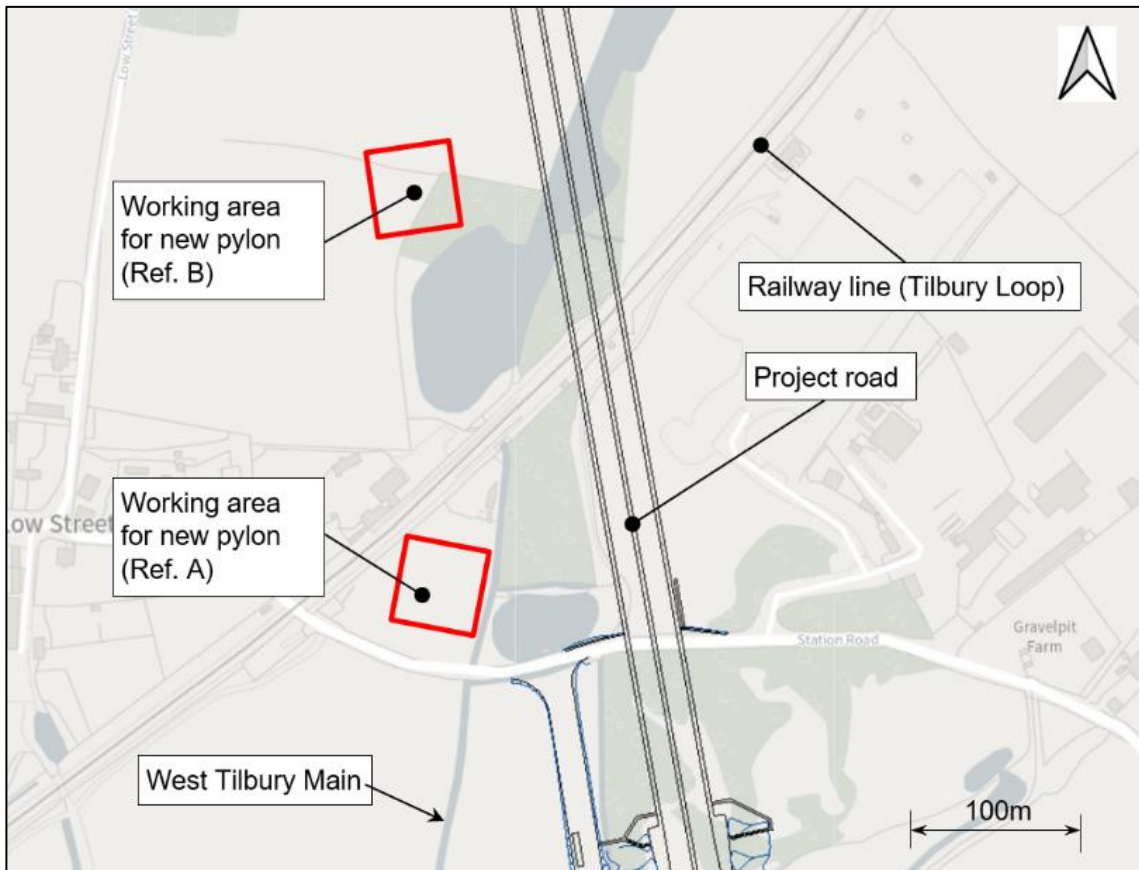 Low Street
Working area
for new pylon
(Ref. B)
Railway line (Tilbury Loop)
Project road
Working area
for new pylon
(Ref. A)
ow Street
Station Road
Gravelpit
Farm
West Tilbury Main
100m